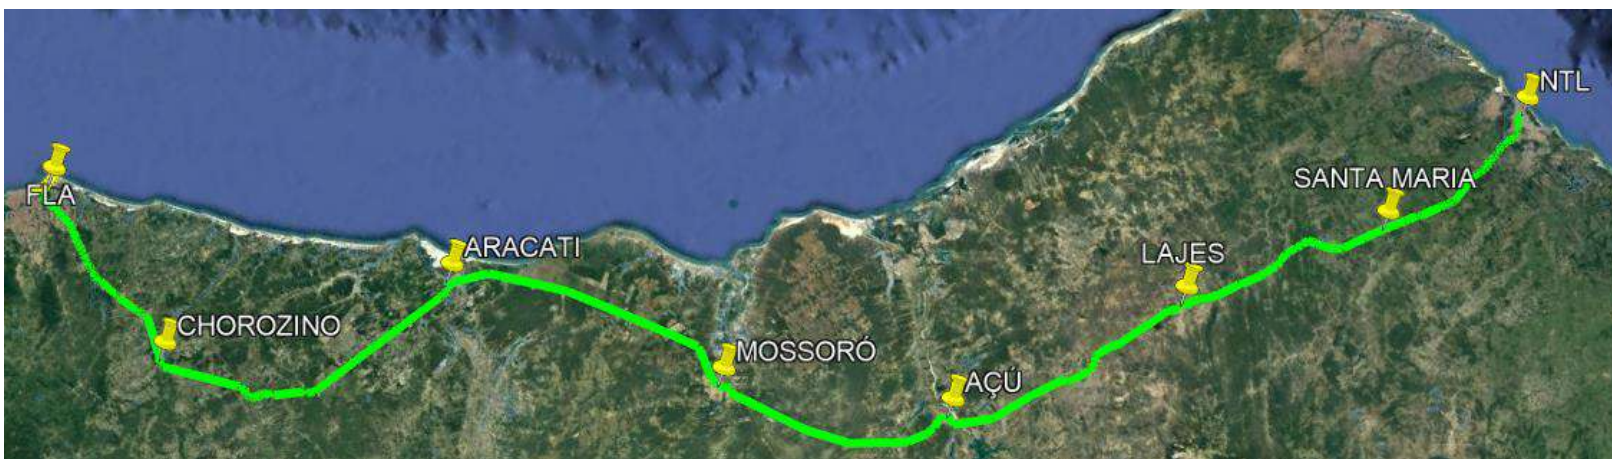 FLA
CHOROZINO
ARACATI
MOSSORÓ
AÇÚ
LAJES
SANTA MARIA
NTL